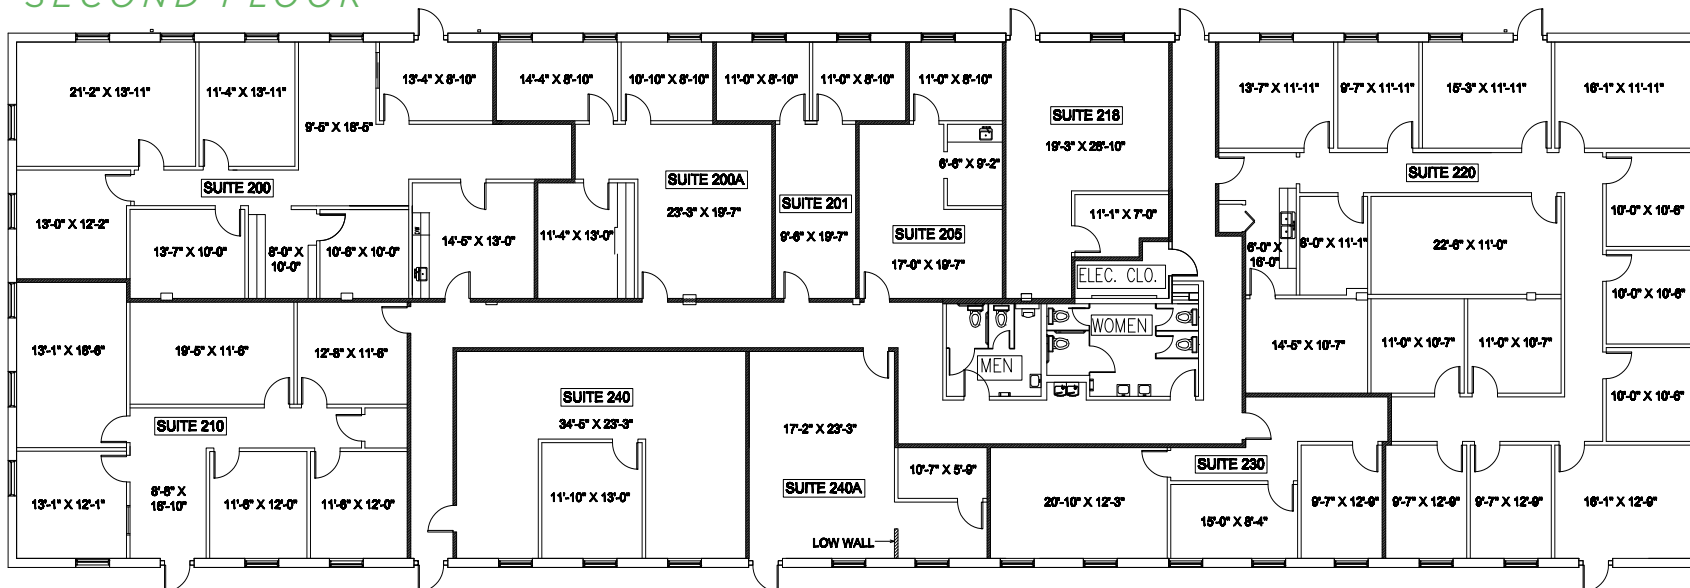 SECOND FLOOR
21'-2" X 13'-11"
11'-4" X 13'-11"
9'-5" X 16'-5"
13'-4" X 8'-10"
14'-4" X 8'-10"
10'-10" X 8'-10"
11'-0" X 8'-10"
11'-0" X 8'-10"
11'-0" X 8'-10"
SUITE 218
19'-3" X 28'-10"
13'-7" X 11'-11"
9'-7" X 11'-11"
15'-3" X 11'-11"
16'-1" X 11'-11"
6'-6" X 9'-2"
SUITE 200
SUITE 200A
23'-3" X 19'-7"
SUITE 201
9'-6" X 19'-7"
SUITE 205
17'-0" X 19'-7"
11'-1" X 7'-0"
SUITE 220
13'-0" X 12'-2"
13'-7" X 10'-0"
8'-0" X
10'-0"
10'-6" X 10'-0"
14'-5" X 13'-0"
11'-4" X 13'-0"
ELEC. CLO.
6'-0" X
16'-0"
22'-6" X 11'-0"
10'-0" X 10'-6"
10'-0" X 10'-6"
10'-0" X 10'-6"
13'-1" X 18'-6"
19'-5" X 11'-6"
12'-6" X 11'-6"
MEN
WOMEN
14'-5" X 10'-7"
11'-0" X 10'-7"
11'-0" X 10'-7"
SUITE 210
SUITE 240
34'-5" X 23'-3"
17'-2" X 23'-3"
13'-1" X 12'-1"
11'-6" X 12'-0"
11'-6" X 12'-0"
11'-10" X 13'-0"
SUITE 240A
10'-7" X 5'-9"
LOW WALL
SUITE 230
20'-10" X 12'-3"
15'-0" X 8'-4"
9'-7" X 12'-9"
9'-7" X 12'-9"
9'-7" X 12'-9"
16'-1" X 12'-9"